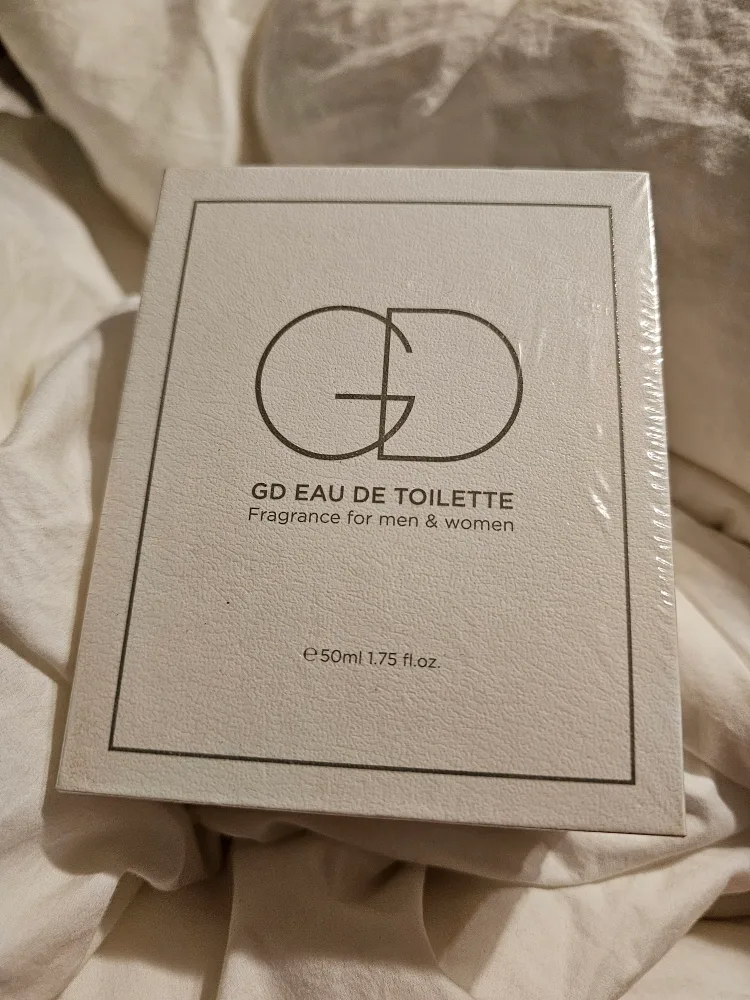 GD
GD EAU DE TOILETTE
Fragrance for men & women
℮50ml 1.75 fl.oz.